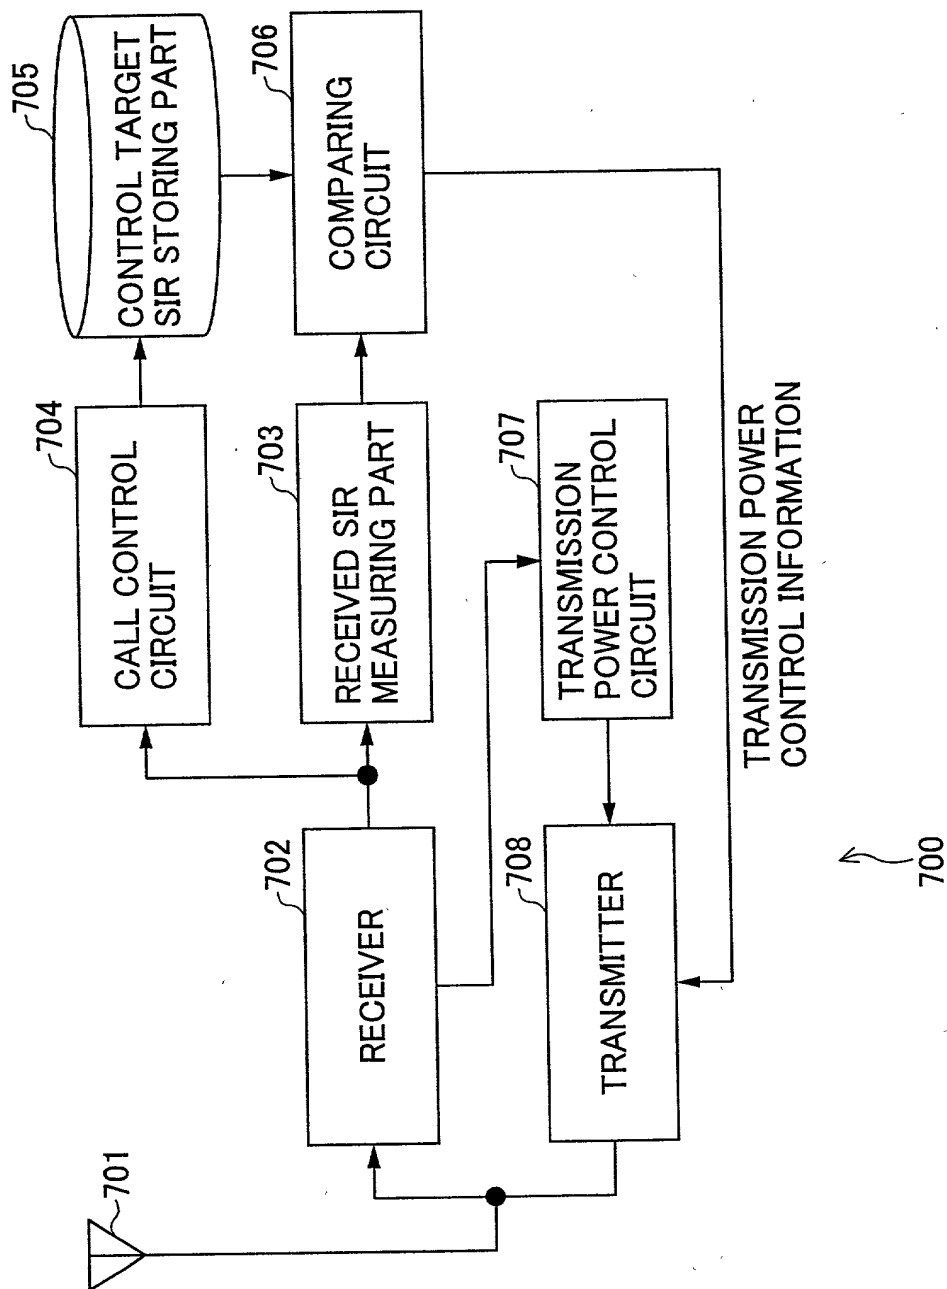 701
702
RECEIVER
704
CALL CONTROL
CIRCUIT
705
CONTROL TARGET
SIR STORING PART
703
RECEIVED SIR
MEASURING PART
706
COMPARING
CIRCUIT
707
TRANSMISSION
POWER CONTROL
CIRCUIT
708
TRANSMITTER
TRANSMISSION POWER
CONTROL INFORMATION
700